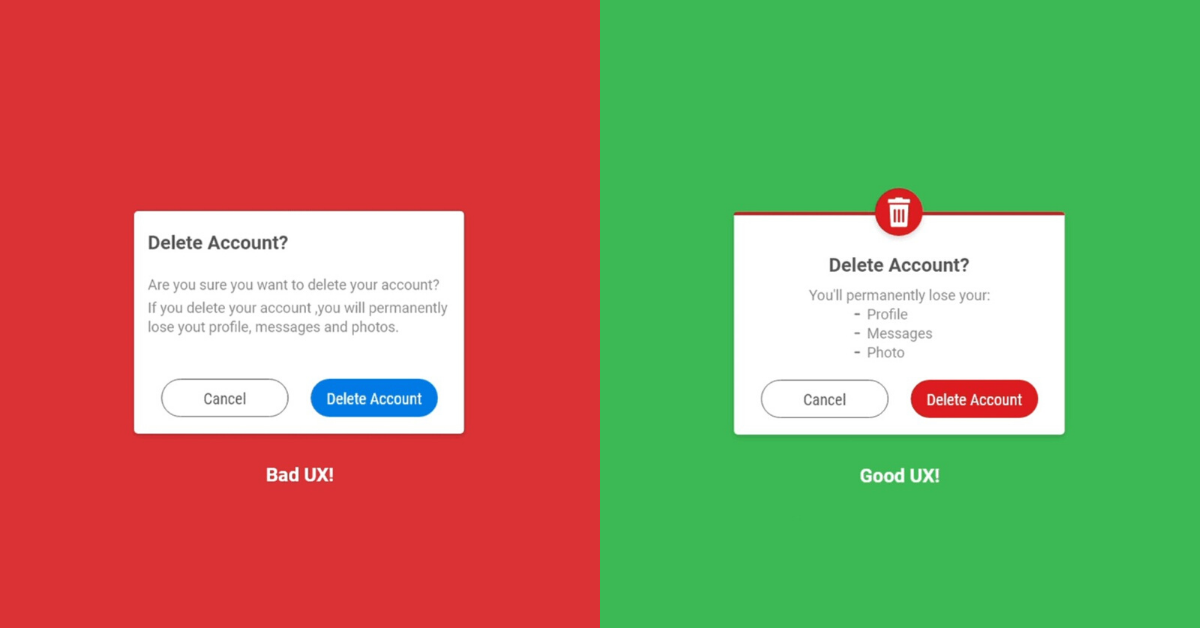 Delete Account?
Are you sure you want to delete your account?
If you delete your account ,you will permanently
lose yout profile, messages and photos.
Cancel
Delete Account
Bad UX!
Delete Account?
You'll permanently lose your:
- Profile
- Messages
- Photo
Cancel
Delete Account
Good UX!